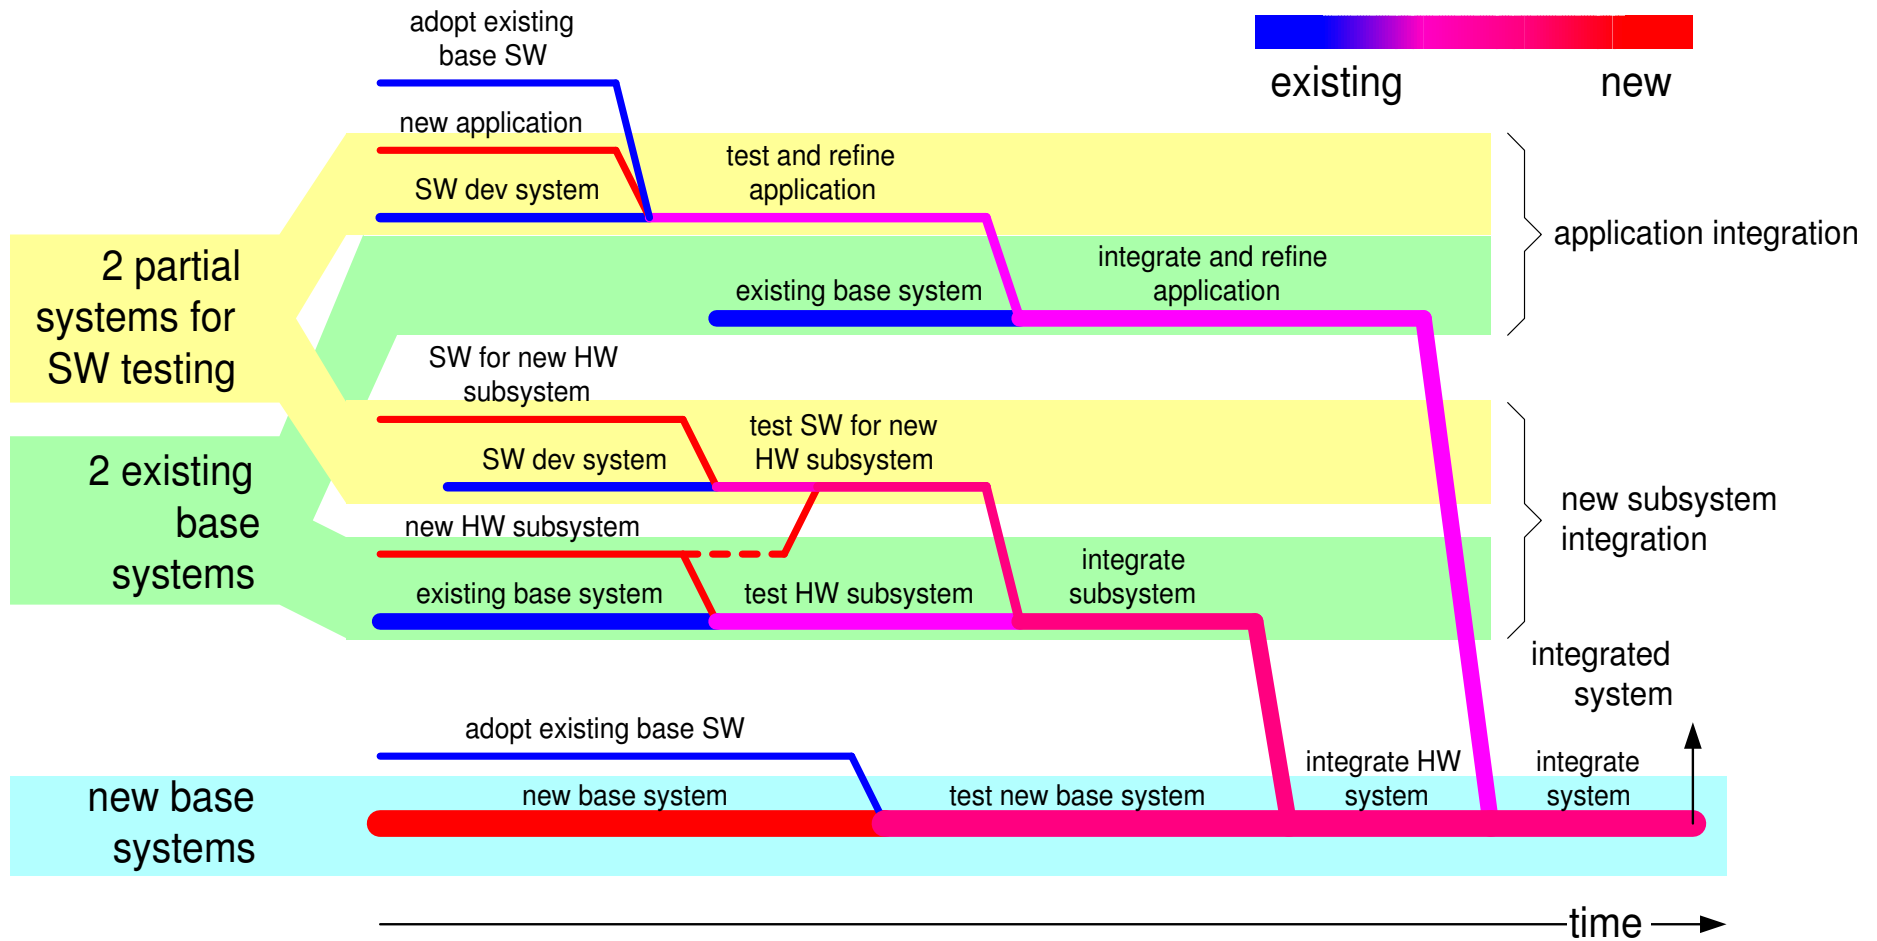 adopt existing
base SW
existing
new
new application
test and refine
application
SW dev system
application integration
2 partial
systems for
SW testing
integrate and refine
application
existing base system
SW for new HW
subsystem
test SW for new
HW subsystem
SW dev system
2 existing
base
systems
new HW subsystem
new subsystem
integration
integrate
subsystem
existing base system
test HW subsystem
integrated
system
adopt existing base SW
integrate HW
system
integrate
system
new base
systems
new base system
test new base system
time